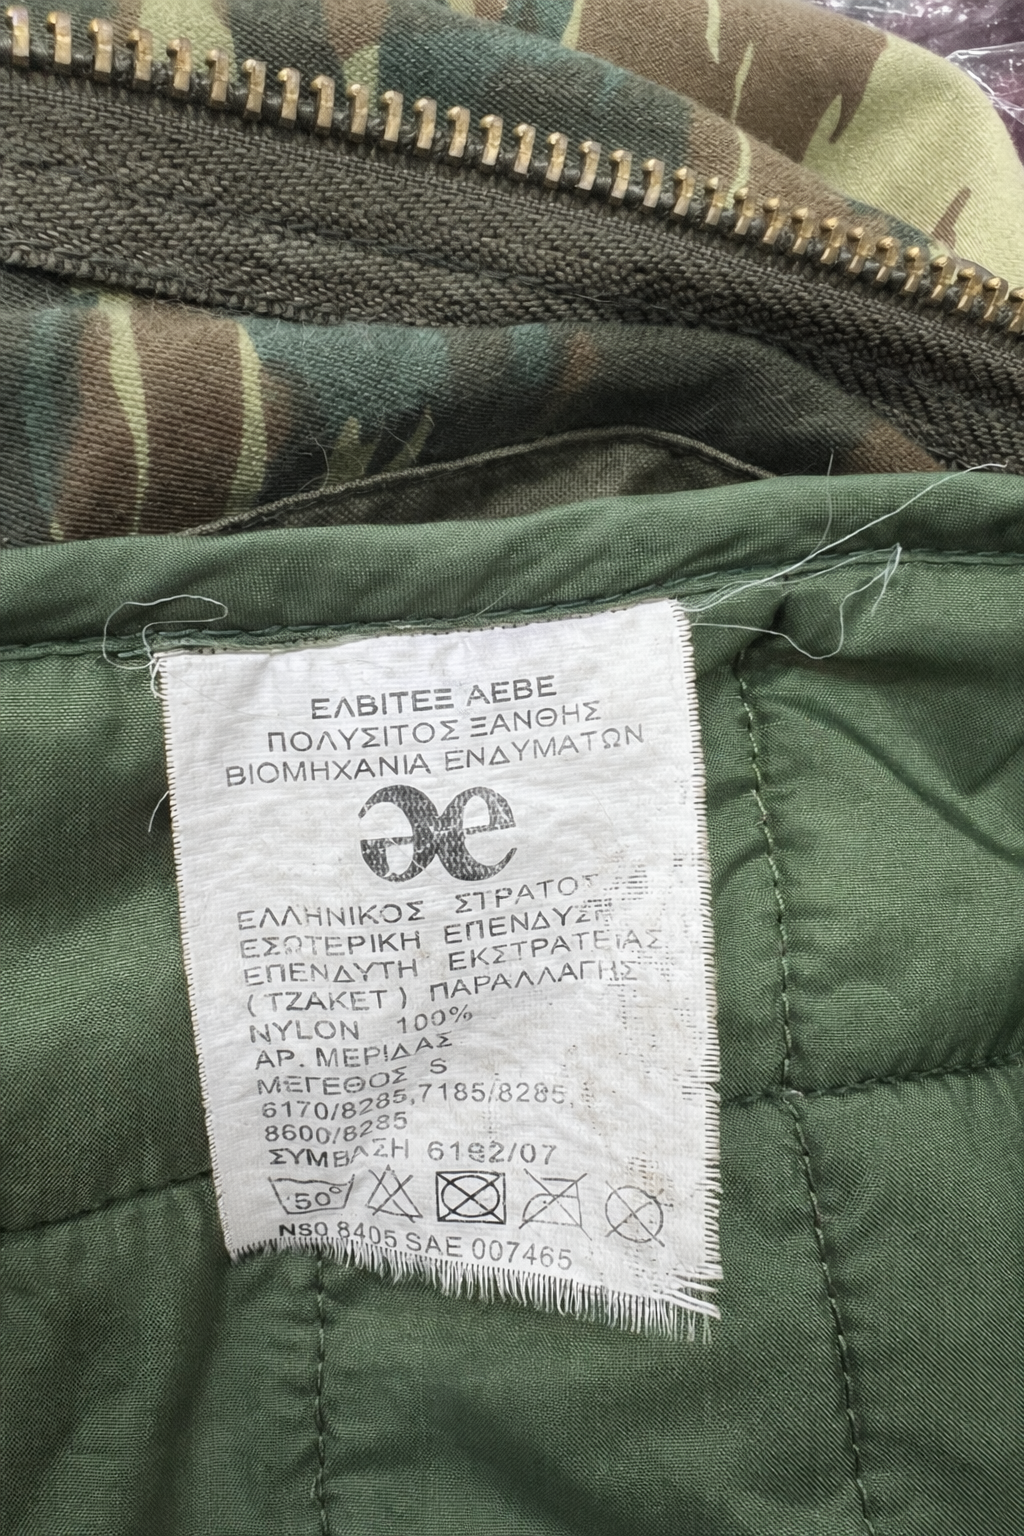 ΕΛΒΙΤΕΞ ΑΕΒΕ
ΠΟΛΥΣΙΤΟΣ ΞΑΝΘΗΣ
ΒΙΟΜΗΧΑΝΙΑ ΕΝΔΥΜΑΤΩΝ
ӘЄ
ΕΛΛΗΝΙΚΟΣ ΣΤΡΑΤΟΣ
ΕΣΩΤΕΡΙΚΗ ΕΠΕΝΔΥΣΗ
ΕΠΕΝΔΥΤΗ ΕΚΣΤΡΑΤΕΙΑΣ
(ΤΖΑΚΕΤ) ΠΑΡΑΛΛΑΓΗΣ
NYLON 100%
ΑΡ. ΜΕΡΙΔΑΣ
ΜΕΓΕΘΟΣ S
6170/8285,7185/8285,
8600/8285
ΣΥΜΒΑΣΗ 6192/07
50°
NSO 8405 SAE 007465